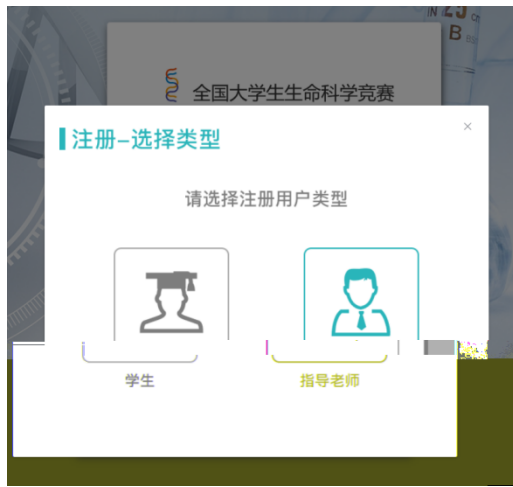 全国大学生生命科学竞赛
注册-选择类型
×
请选择注册用户类型
学生
指导老师